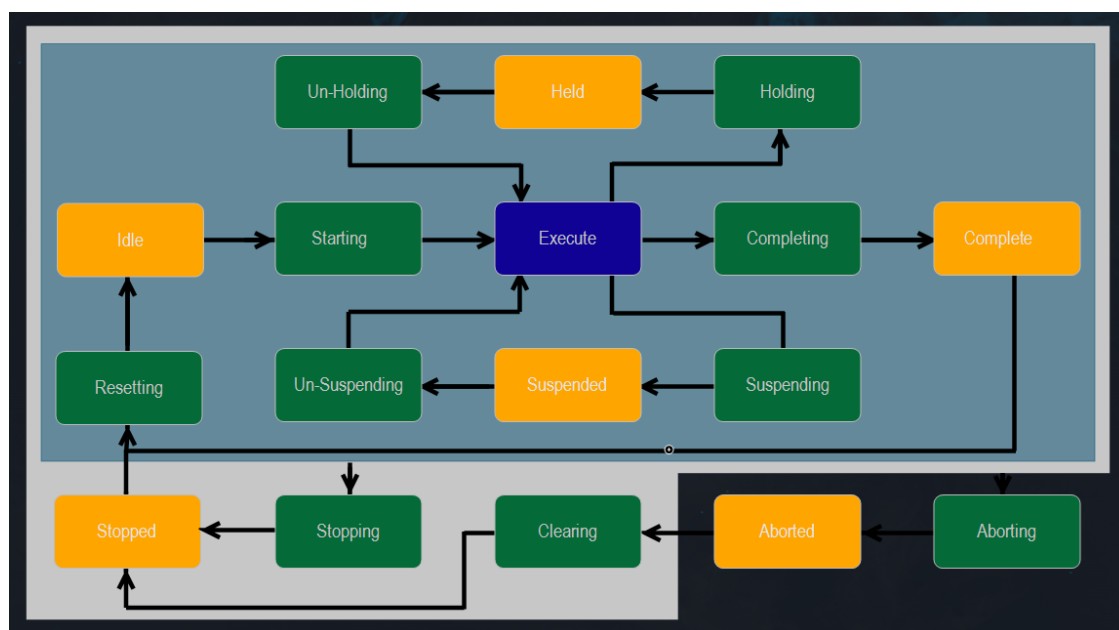 Un-Holding
Held
Holding
Idle
Starting
Execute
Completing
Complete
Resetting
Un-Suspending
Suspended
Suspending
Stopped
Stopping
Clearing
Aborted
Aborting